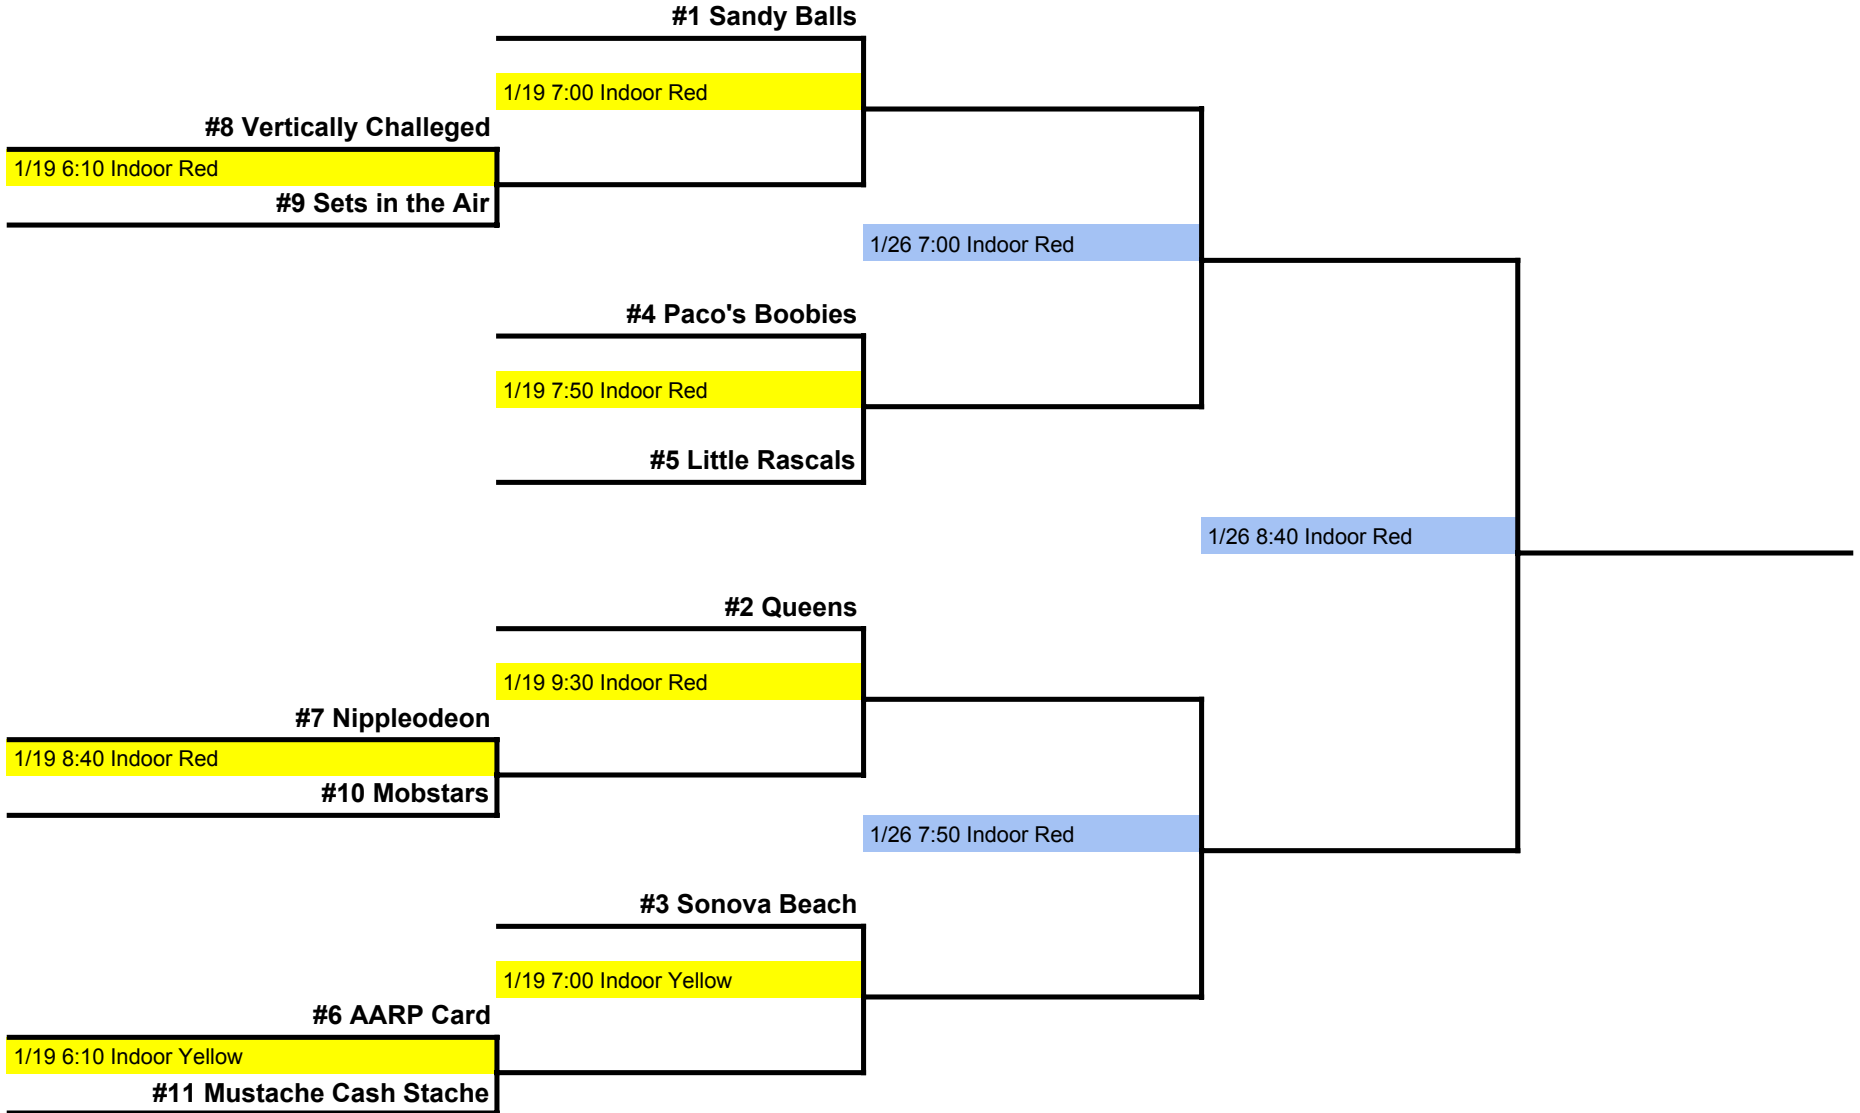 #1 Sandy Balls
1/19 7:00 Indoor Red
#8 Vertically Challeged
1/19 6:10 Indoor Red
#9 Sets in the Air
1/26 7:00 Indoor Red
#4 Paco's Boobies
1/19 7:50 Indoor Red
#5 Little Rascals
1/26 8:40 Indoor Red
#2 Queens
1/19 9:30 Indoor Red
#7 Nippleodeon
1/19 8:40 Indoor Red
#10 Mobstars
1/26 7:50 Indoor Red
#3 Sonova Beach
1/19 7:00 Indoor Yellow
#6 AARP Card
1/19 6:10 Indoor Yellow
#11 Mustache Cash Stache